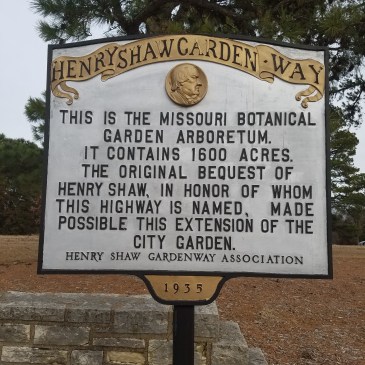 HENRY SHAW GARDEN-WAY
THIS IS THE MISSOURI BOTANICAL
GARDEN ARBORETUM.
IT CONTAINS 1600 ACRES.
THE ORIGINAL BEQUEST OF
HENRY SHAW, IN HONOR OF WHOM
THIS HIGHWAY IS NAMED, MADE
POSSIBLE THIS EXTENSION OF THE
CITY GARDEN.
HENRY SHAW GARDENWAY ASSOCIATION
1935